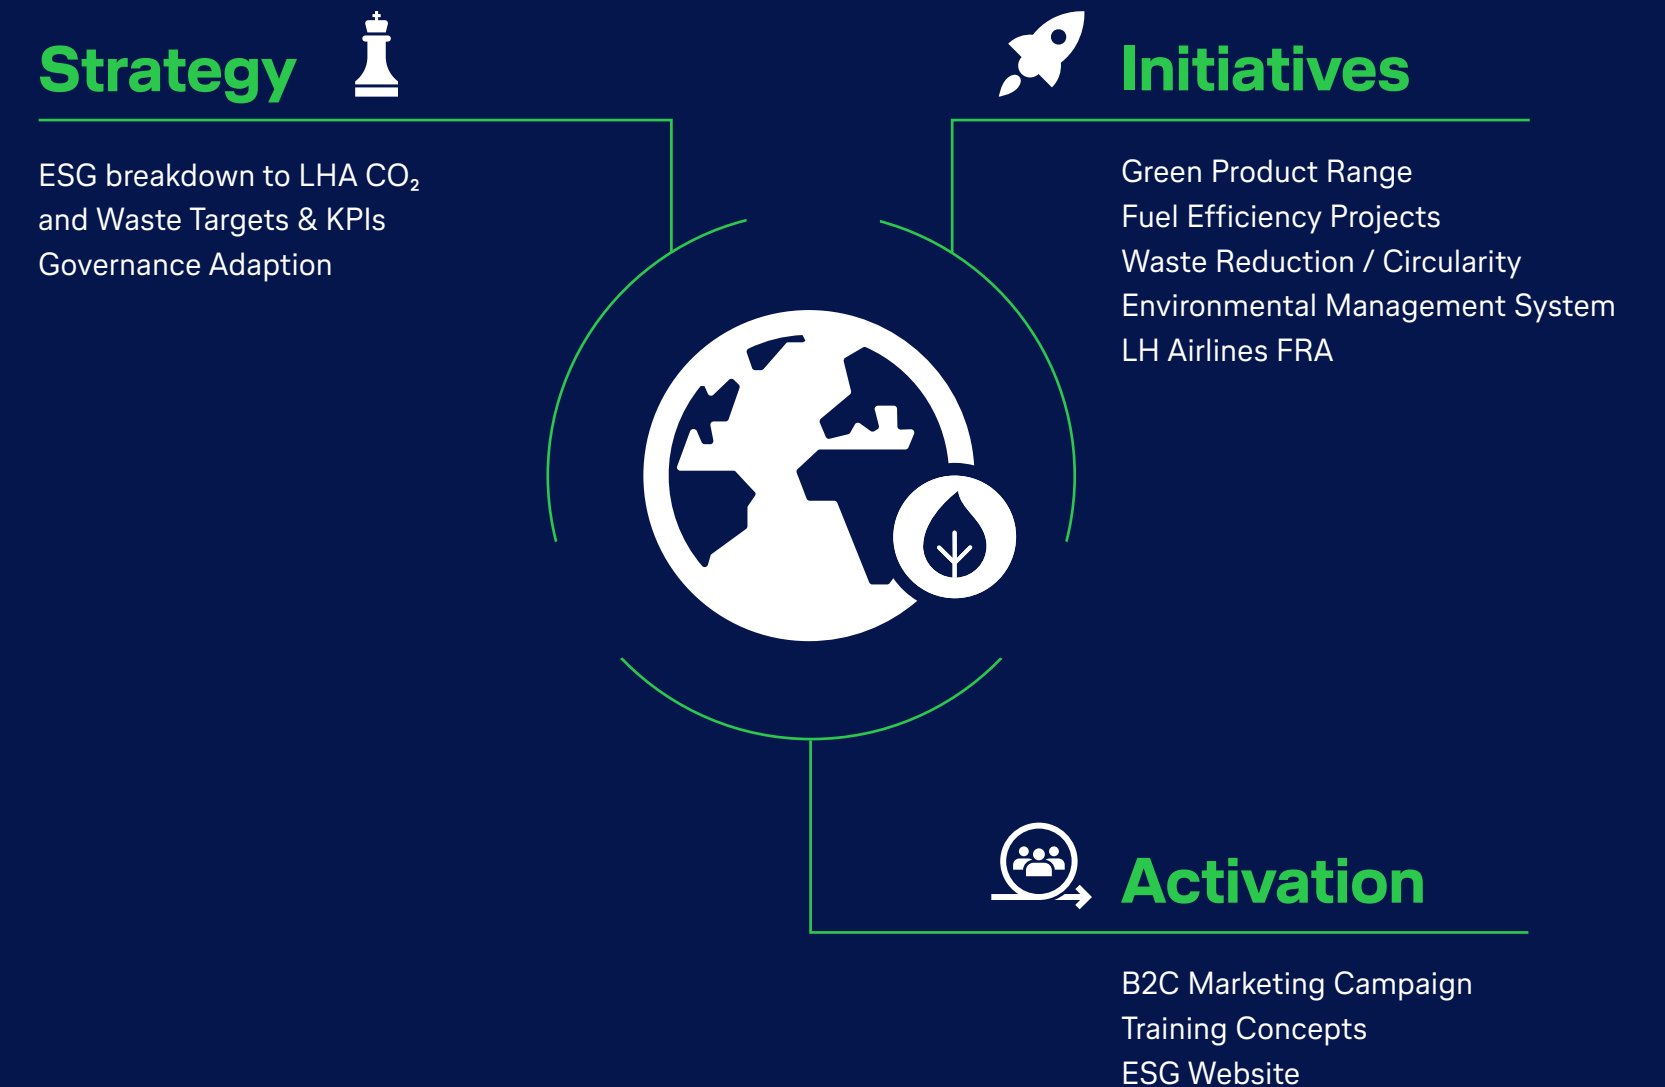 Strategy
ESG breakdown to LHA CO₂
and Waste Targets & KPIs
Governance Adaption
Initiatives
Green Product Range
Fuel Efficiency Projects
Waste Reduction / Circularity
Environmental Management System
LH Airlines FRA
Activation
B2C Marketing Campaign
Training Concepts
ESG Website